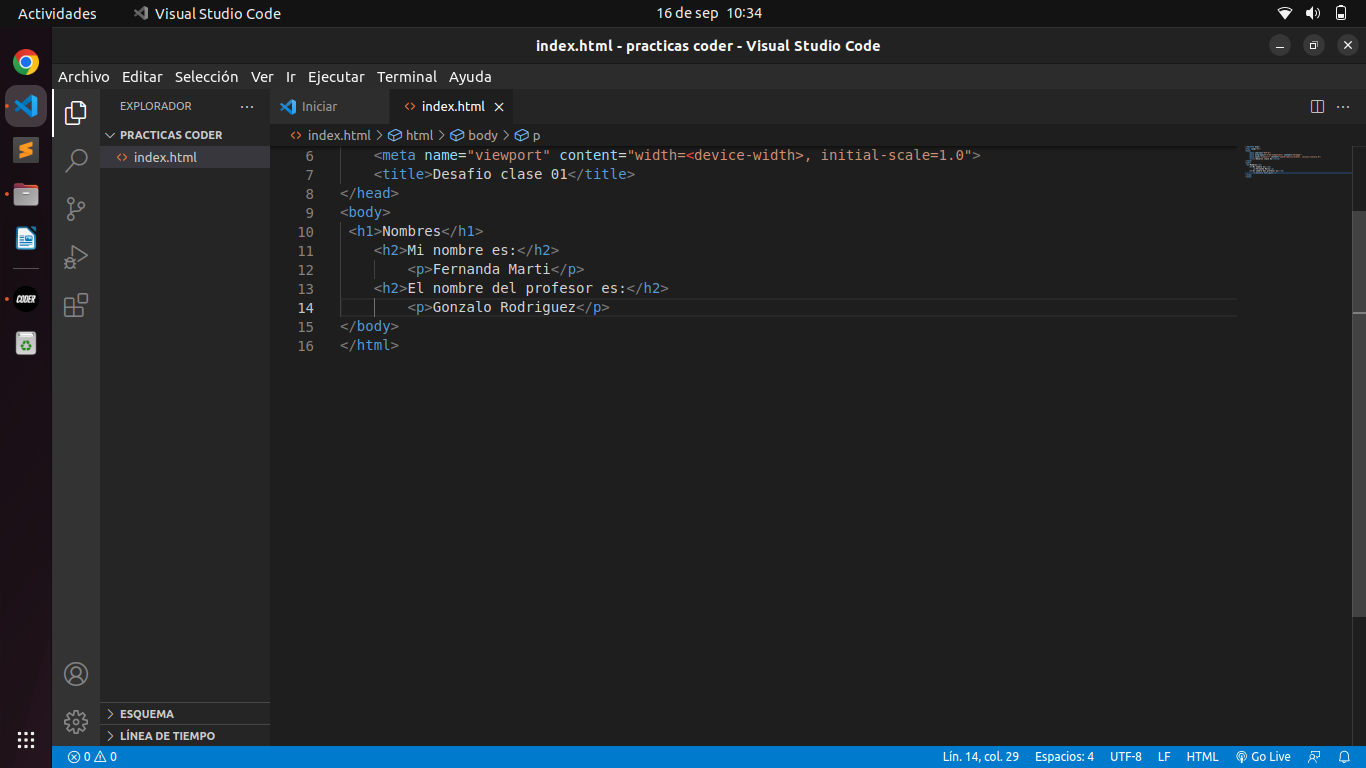 Actividades Visual Studio Code 16 de sep 10:34
index.html - practicas coder - Visual Studio Code
Archivo Editar Selección Ver Ir Ejecutar Terminal Ayuda
EXPLORADOR ··· Iniciar index.html
PRACTICAS CODER index.html > html > body > p
index.html
6 <meta name="viewport" content="width=<device-width>, initial-scale=1.0">
7 <title>Desafio clase 01</title>
8 </head>
9 <body>
10 <h1>Nombres</h1>
11 <h2>Mi nombre es:</h2>
12 <p>Fernanda Marti</p>
13 <h2>El nombre del profesor es:</h2>
14 <p>Gonzalo Rodriguez</p>
15 </body>
16 </html>
CODER
ESQUEMA
LÍNEA DE TIEMPO
0 0 Lín. 14, col. 29 Espacios: 4 UTF-8 LF HTML Go Live